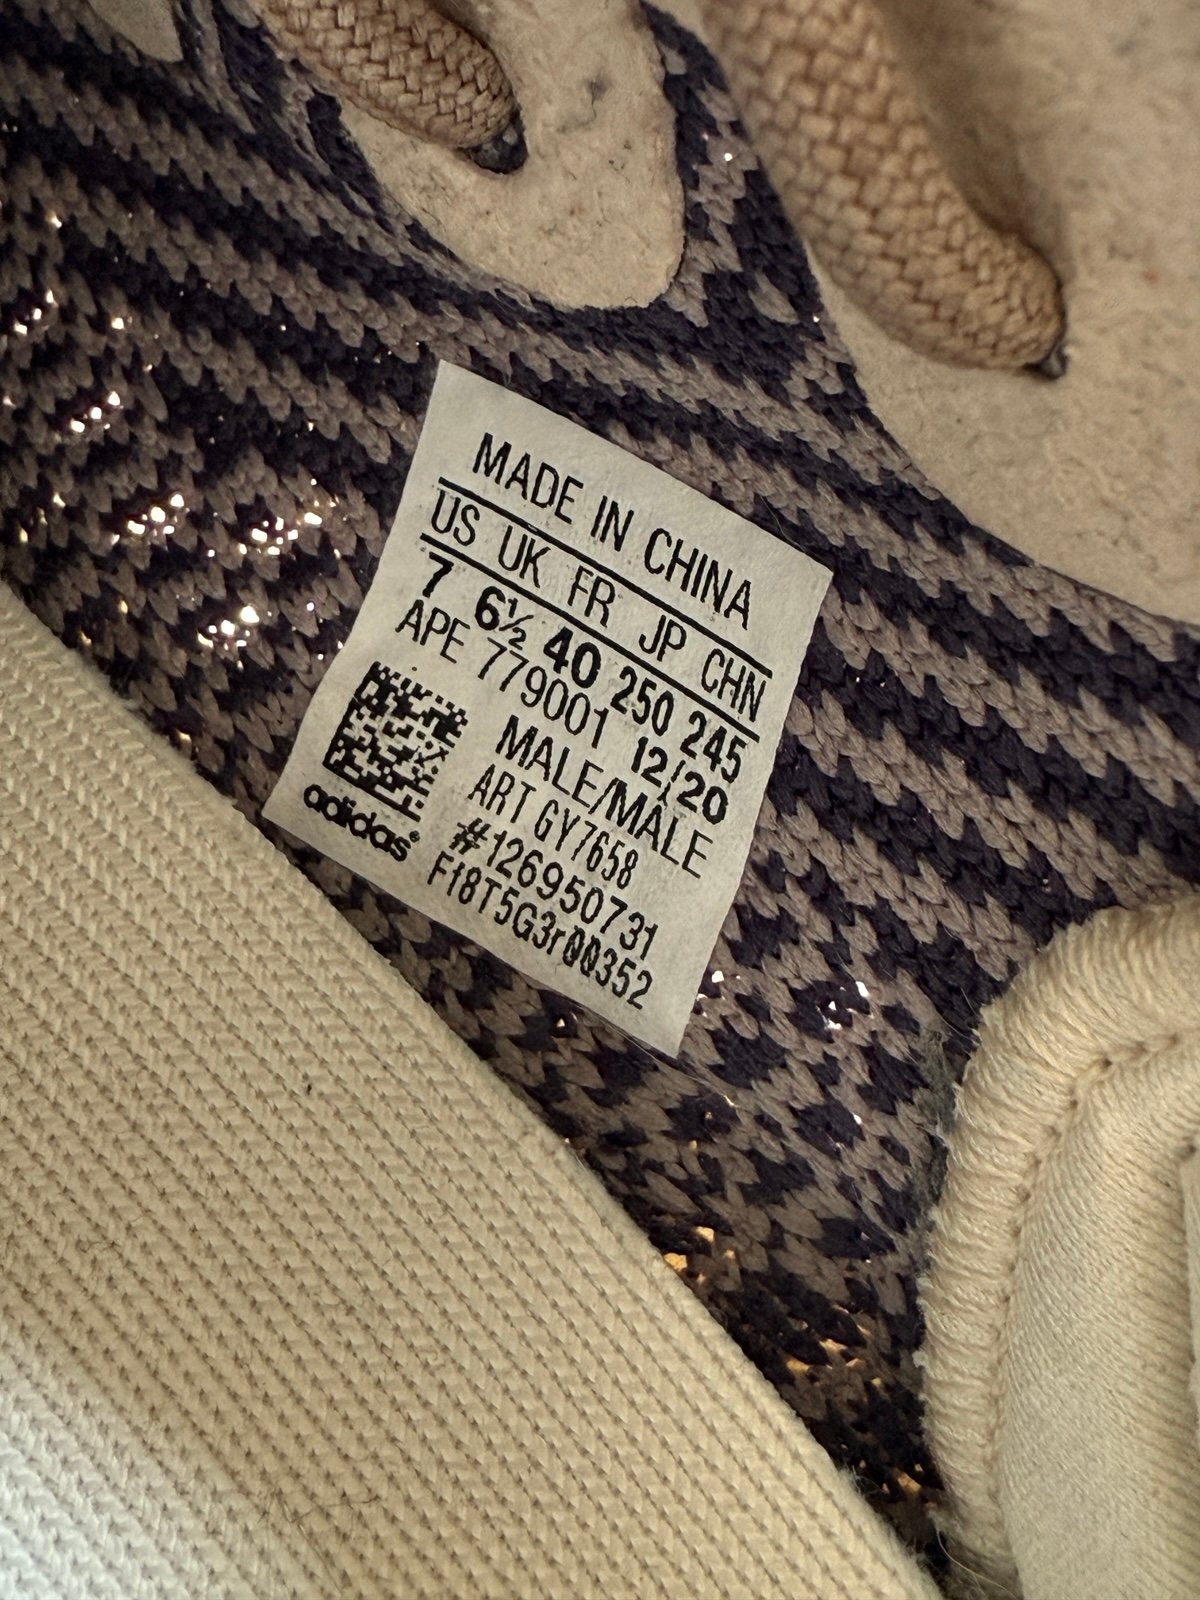 MADE IN CHINA
US UK FR JP CHN
7 6½ 40 250 245
APE 779001 12/20
MALE/MALE
ART GY7658
#126950731
Ff8T5G3r00352
adidas®